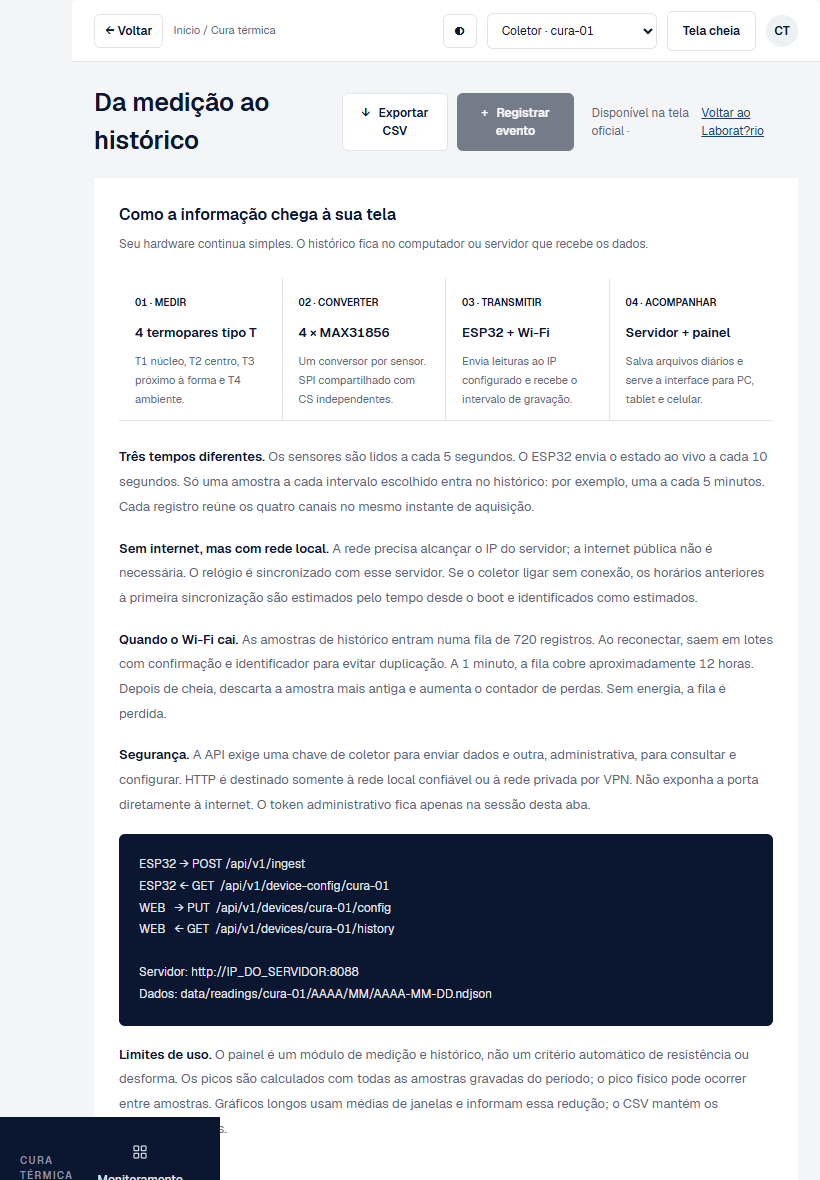 ← Voltar
Início / Cura térmica
Coletor · cura-01
Tela cheia
CT
Da medição ao
histórico
↓ Exportar
CSV
+ Registrar
evento
Disponível na tela
oficial ·
Voltar ao
Laborat?rio
Como a informação chega à sua tela
Seu hardware continua simples. O histórico fica no computador ou servidor que recebe os dados.
01 · MEDIR
4 termopares tipo T
T1 núcleo, T2 centro, T3
próximo à forma e T4
ambiente.
02 · CONVERTER
4 × MAX31856
Um conversor por sensor.
SPI compartilhado com
CS independentes.
03 · TRANSMITIR
ESP32 + Wi-Fi
Envia leituras ao IP
configurado e recebe o
intervalo de gravação.
04 · ACOMPANHAR
Servidor + painel
Salva arquivos diários e
serve a interface para PC,
tablet e celular.
Três tempos diferentes. Os sensores são lidos a cada 5 segundos. O ESP32 envia o estado ao vivo a cada 10
segundos. Só uma amostra a cada intervalo escolhido entra no histórico: por exemplo, uma a cada 5 minutos.
Cada registro reúne os quatro canais no mesmo instante de aquisição.
Sem internet, mas com rede local. A rede precisa alcançar o IP do servidor; a internet pública não é
necessária. O relógio é sincronizado com esse servidor. Se o coletor ligar sem conexão, os horários anteriores
à primeira sincronização são estimados pelo tempo desde o boot e identificados como estimados.
Quando o Wi-Fi cai. As amostras de histórico entram numa fila de 720 registros. Ao reconectar, saem em lotes
com confirmação e identificador para evitar duplicação. A 1 minuto, a fila cobre aproximadamente 12 horas.
Depois de cheia, descarta a amostra mais antiga e aumenta o contador de perdas. Sem energia, a fila é
perdida.
Segurança. A API exige uma chave de coletor para enviar dados e outra, administrativa, para consultar e
configurar. HTTP é destinado somente à rede local confiável ou à rede privada por VPN. Não exponha a porta
diretamente à internet. O token administrativo fica apenas na sessão desta aba.
ESP32 → POST /api/v1/ingest
ESP32 ← GET /api/v1/device-config/cura-01
WEB → PUT /api/v1/devices/cura-01/config
WEB ← GET /api/v1/devices/cura-01/history
Servidor: http://IP_DO_SERVIDOR:8088
Dados: data/readings/cura-01/AAAA/MM/AAAA-MM-DD.ndjson
Limites de uso. O painel é um módulo de medição e histórico, não um critério automático de resistência ou
desforma. Os picos são calculados com todas as amostras gravadas do período; o pico físico pode ocorrer
entre amostras. Gráficos longos usam médias de janelas e informam essa redução; o CSV mantém os
CURA
TÉRMICA
Monitoramento